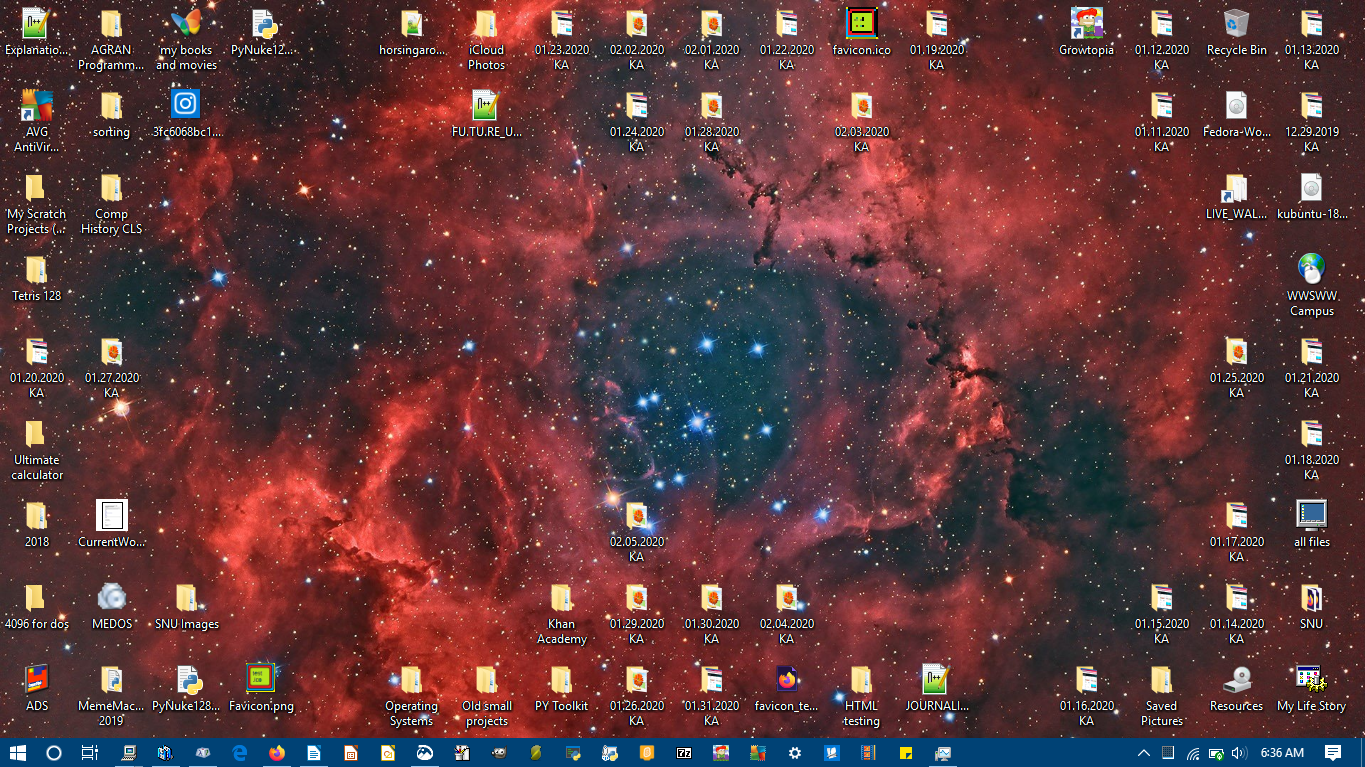 Explanatio...
AGRAN
Programm...
my books
and movies
PyNuke12...
horsingaro...
iCloud
Photos
01.23.2020
KA
02.02.2020
KA
02.01.2020
KA
01.22.2020
KA
favicon.ico
01.19.2020
KA
Growtopia
01.12.2020
KA
Recycle Bin
01.13.2020
KA
AVG
AntiVir...
sorting
3fc6068bc1...
FU.TU.RE_U...
01.24.2020
KA
01.28.2020
KA
02.03.2020
KA
01.11.2020
KA
Fedora-Wo...
12.29.2019
KA
My Scratch
Projects (...
Comp
History CLS
LIVE_WAL...
kubuntu-18...
Tetris 128
WWSWW
Campus
01.20.2020
KA
01.27.2020
KA
01.25.2020
KA
01.21.2020
KA
Ultimate
calculator
01.18.2020
KA
2018
CurrentWo...
02.05.2020
KA
01.17.2020
KA
all files
4096 for dos
MEDOS
SNU Images
Khan
Academy
01.29.2020
KA
01.30.2020
KA
02.04.2020
KA
01.15.2020
KA
01.14.2020
KA
SNU
ADS
MemeMac...
2019
PyNuke128...
Favicon.png
Operating
Systems
Old small
projects
PY Toolkit
01.26.2020
KA
01.31.2020
KA
favicon_te...
HTML
testing
JOURNALI...
01.16.2020
KA
Saved
Pictures
Resources
My Life Story
6:36 AM